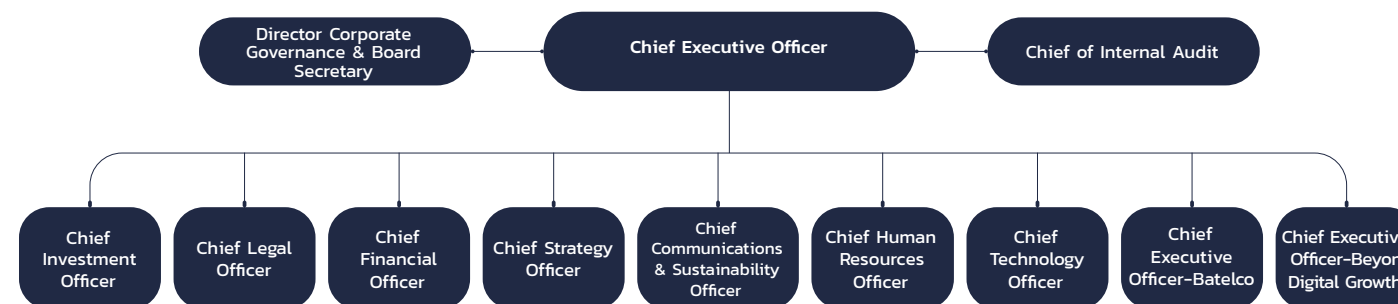 Director Corporate
Governance & Board
Secretary
Chief Executive Officer
Chief of Internal Audit
Chief
Investment
Officer
Chief Legal
Officer
Chief
Financial
Officer
Chief Strategy
Officer
Chief
Communications
& Sustainability
Officer
Chief Human
Resources
Officer
Chief
Technology
Officer
Chief
Executive
Officer-Batelco
Chief
Officer-
Digital Growth